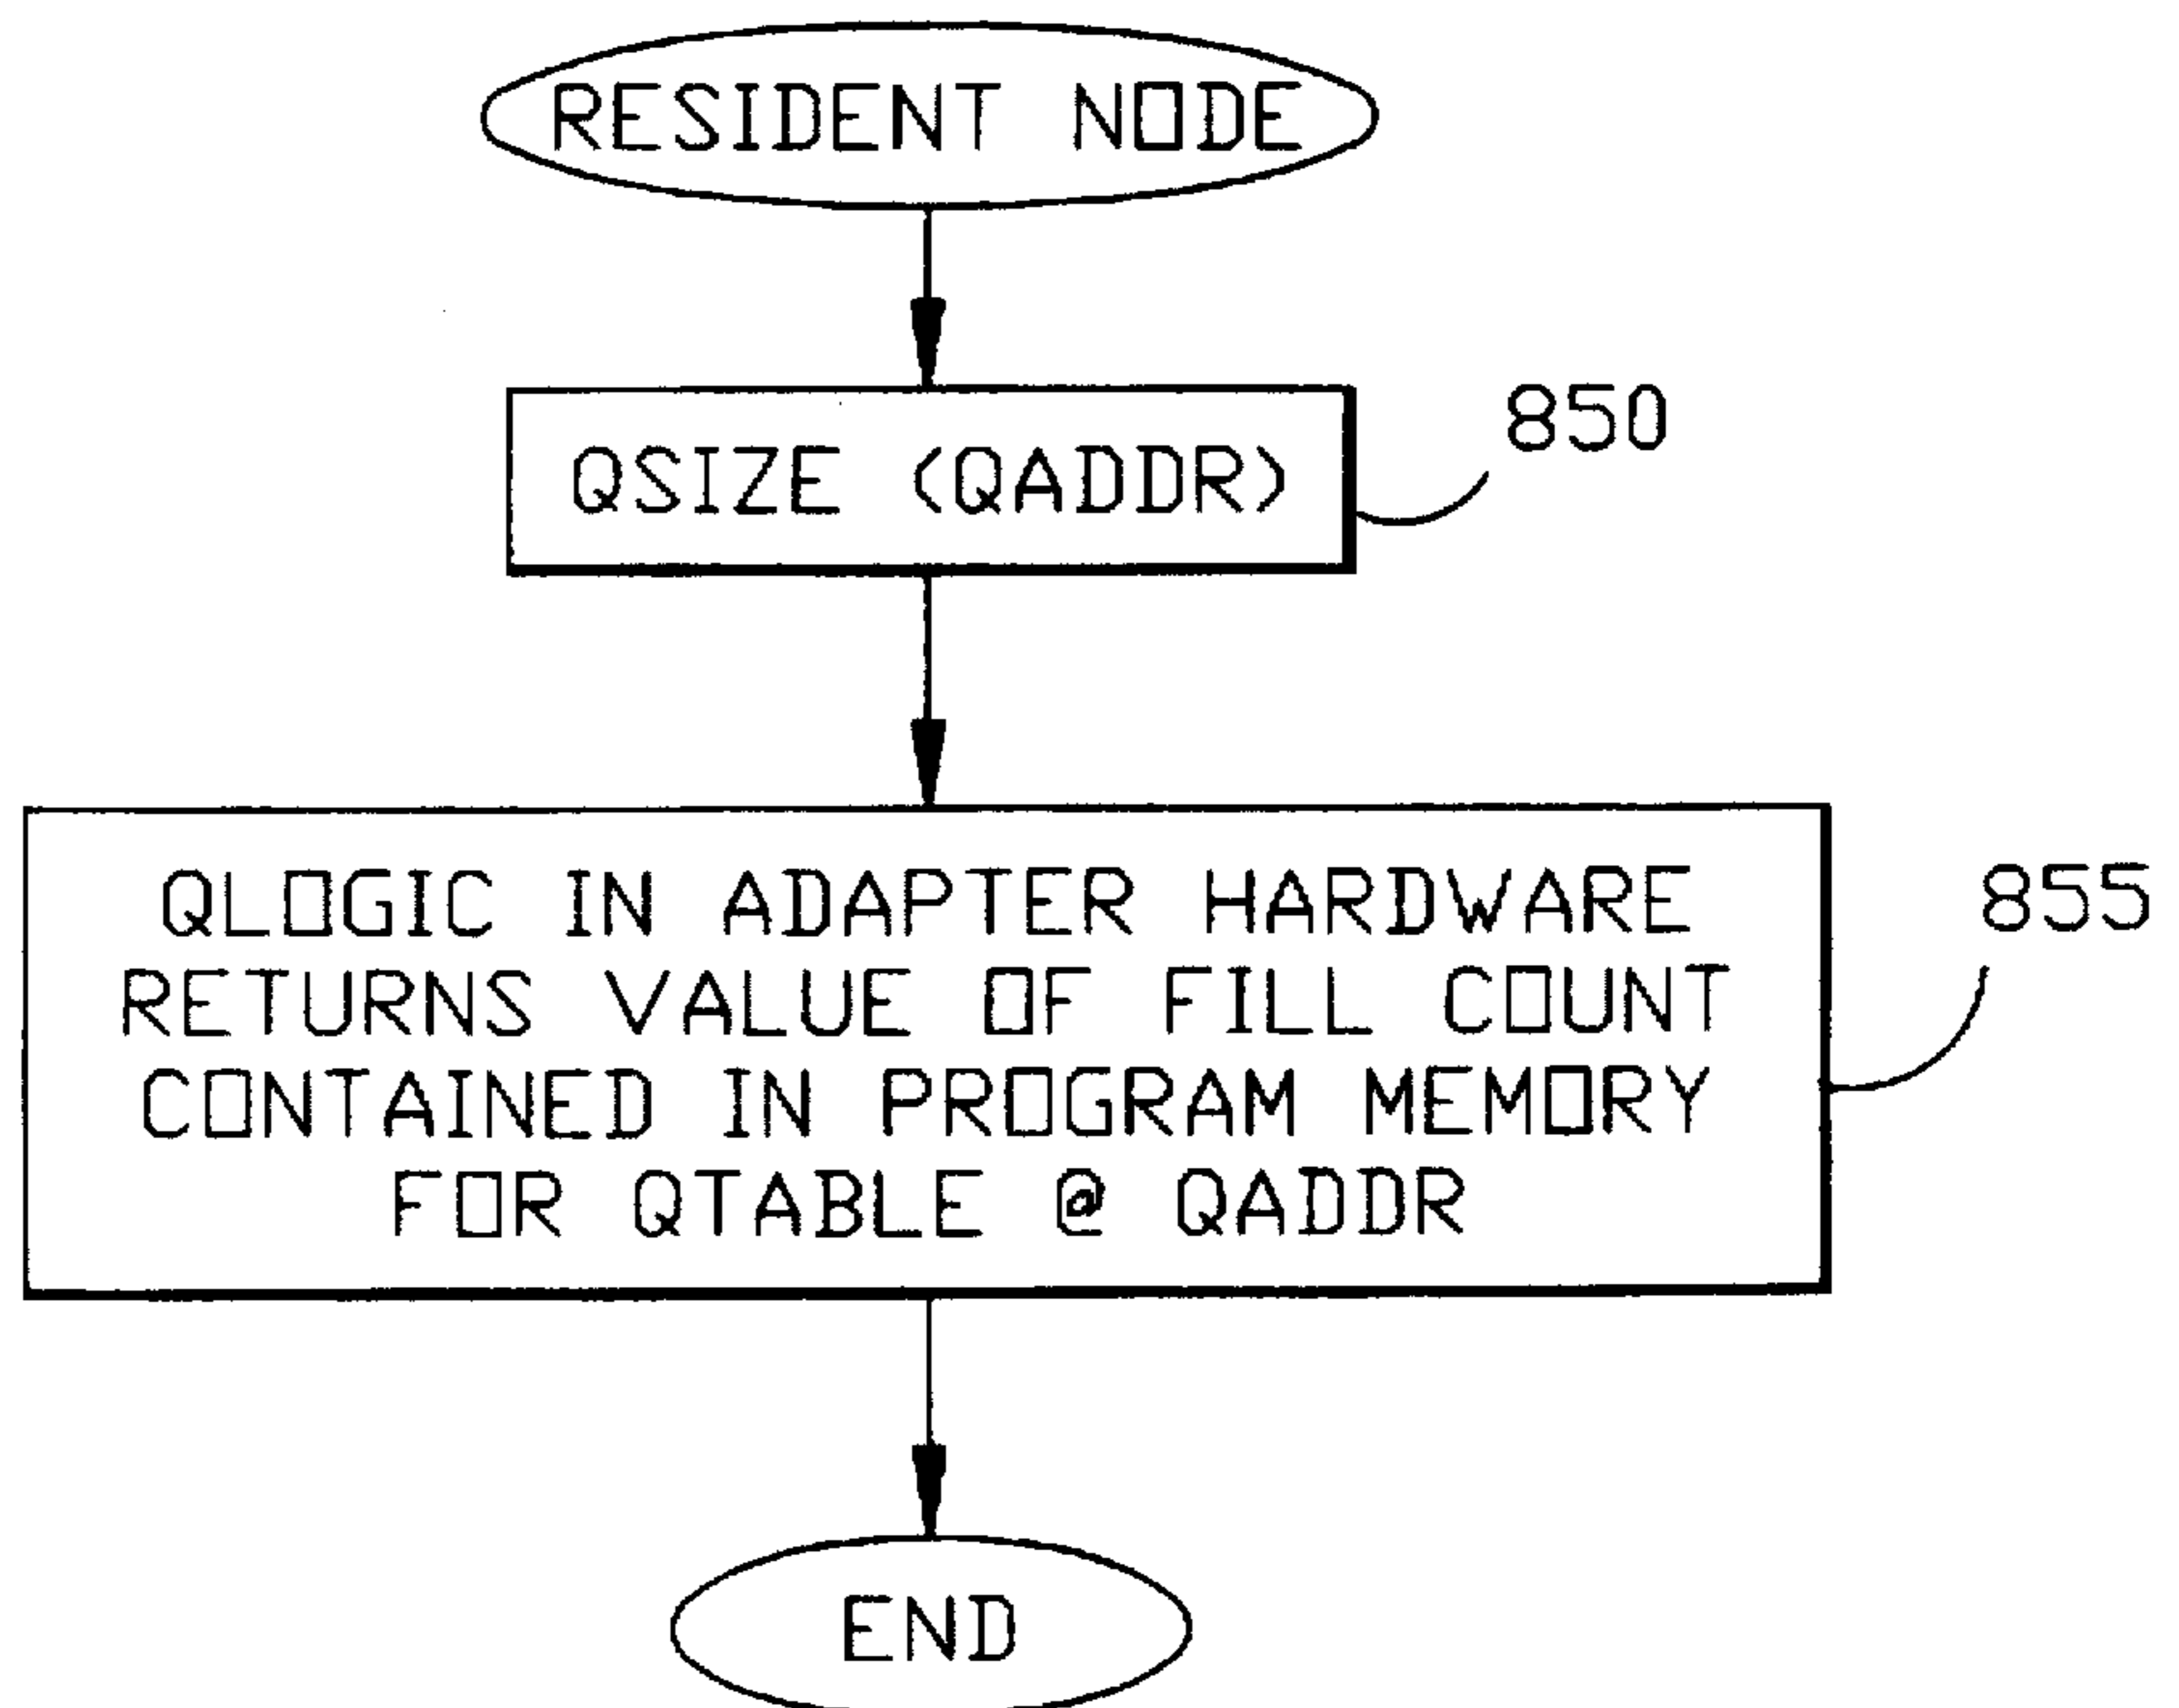 RESIDENT NODE
QSIZE (QADDR)
850
QLOGIC IN ADAPTER HARDWARE
RETURNS VALUE OF FILL COUNT
CONTAINED IN PROGRAM MEMORY
FOR QTABLE @ QADDR
855
END